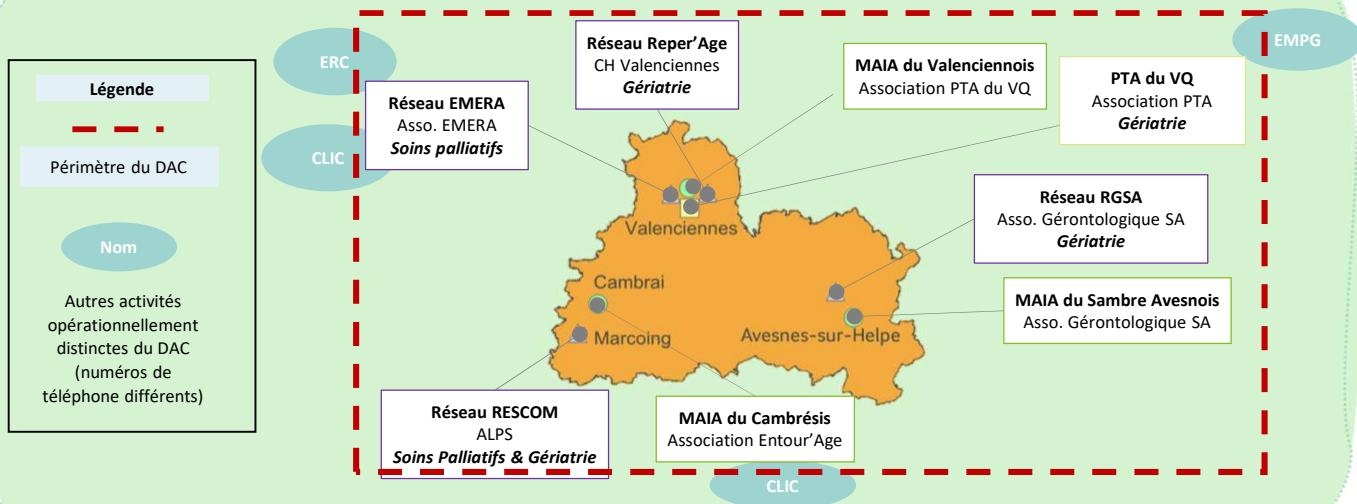 Légende
Périmètre du DAC
Nom
Autres activités
opérationnellement
distinctes du DAC
(numéros de
téléphone différents)
ERC
CLIC
EMPG
Réseau Reper’Age
CH Valenciennes
Gériatrie
MAIA du Valenciennois
Association PTA du VQ
PTA du VQ
Association PTA
Gériatrie
Réseau EMERA
Asso. EMERA
Soins palliatifs
Réseau RGSA
Asso. Gérontologique SA
Gériatrie
MAIA du Sambre Avesnois
Asso. Gérontologique SA
Valenciennes
Cambrai
Marcoing
Avesnes-sur-Helpe
Réseau RESCOM
ALPS
Soins Palliatifs & Gériatrie
MAIA du Cambrésis
Association Entour’Age
CLIC